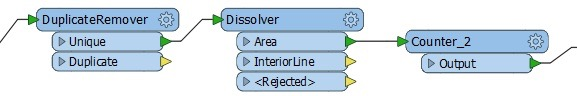 DuplicateRemover
Unique
Duplicate
Dissolver
Area
InteriorLine
<Rejected>
Counter_2
Output